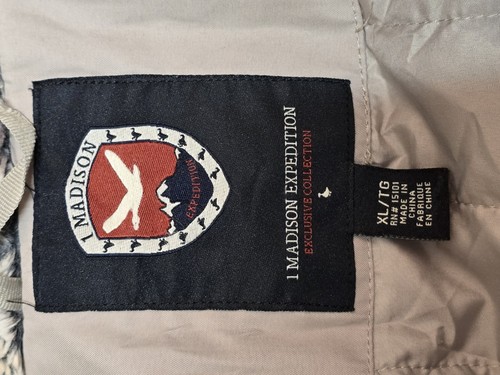 1 MADISON
EXPEDITION
1 MADISON EXPEDITION
EXCLUSIVE COLLECTION
XL/TG
RN# 15101
MADE IN
CHINA
FABRIQUÉ
EN CHINE